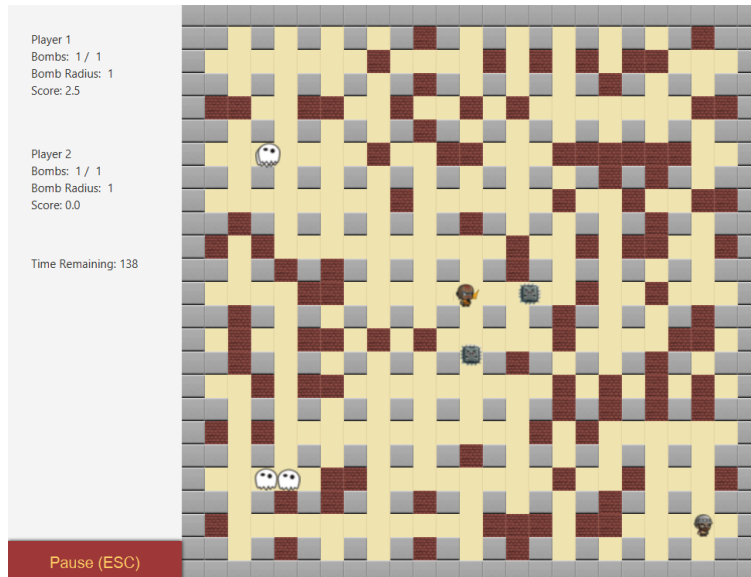 Player 1
Bombs: 1 / 1
Bomb Radius: 1
Score: 2.5
Player 2
Bombs: 1 / 1
Bomb Radius: 1
Score: 0.0
Time Remaining: 138
Pause (ESC)